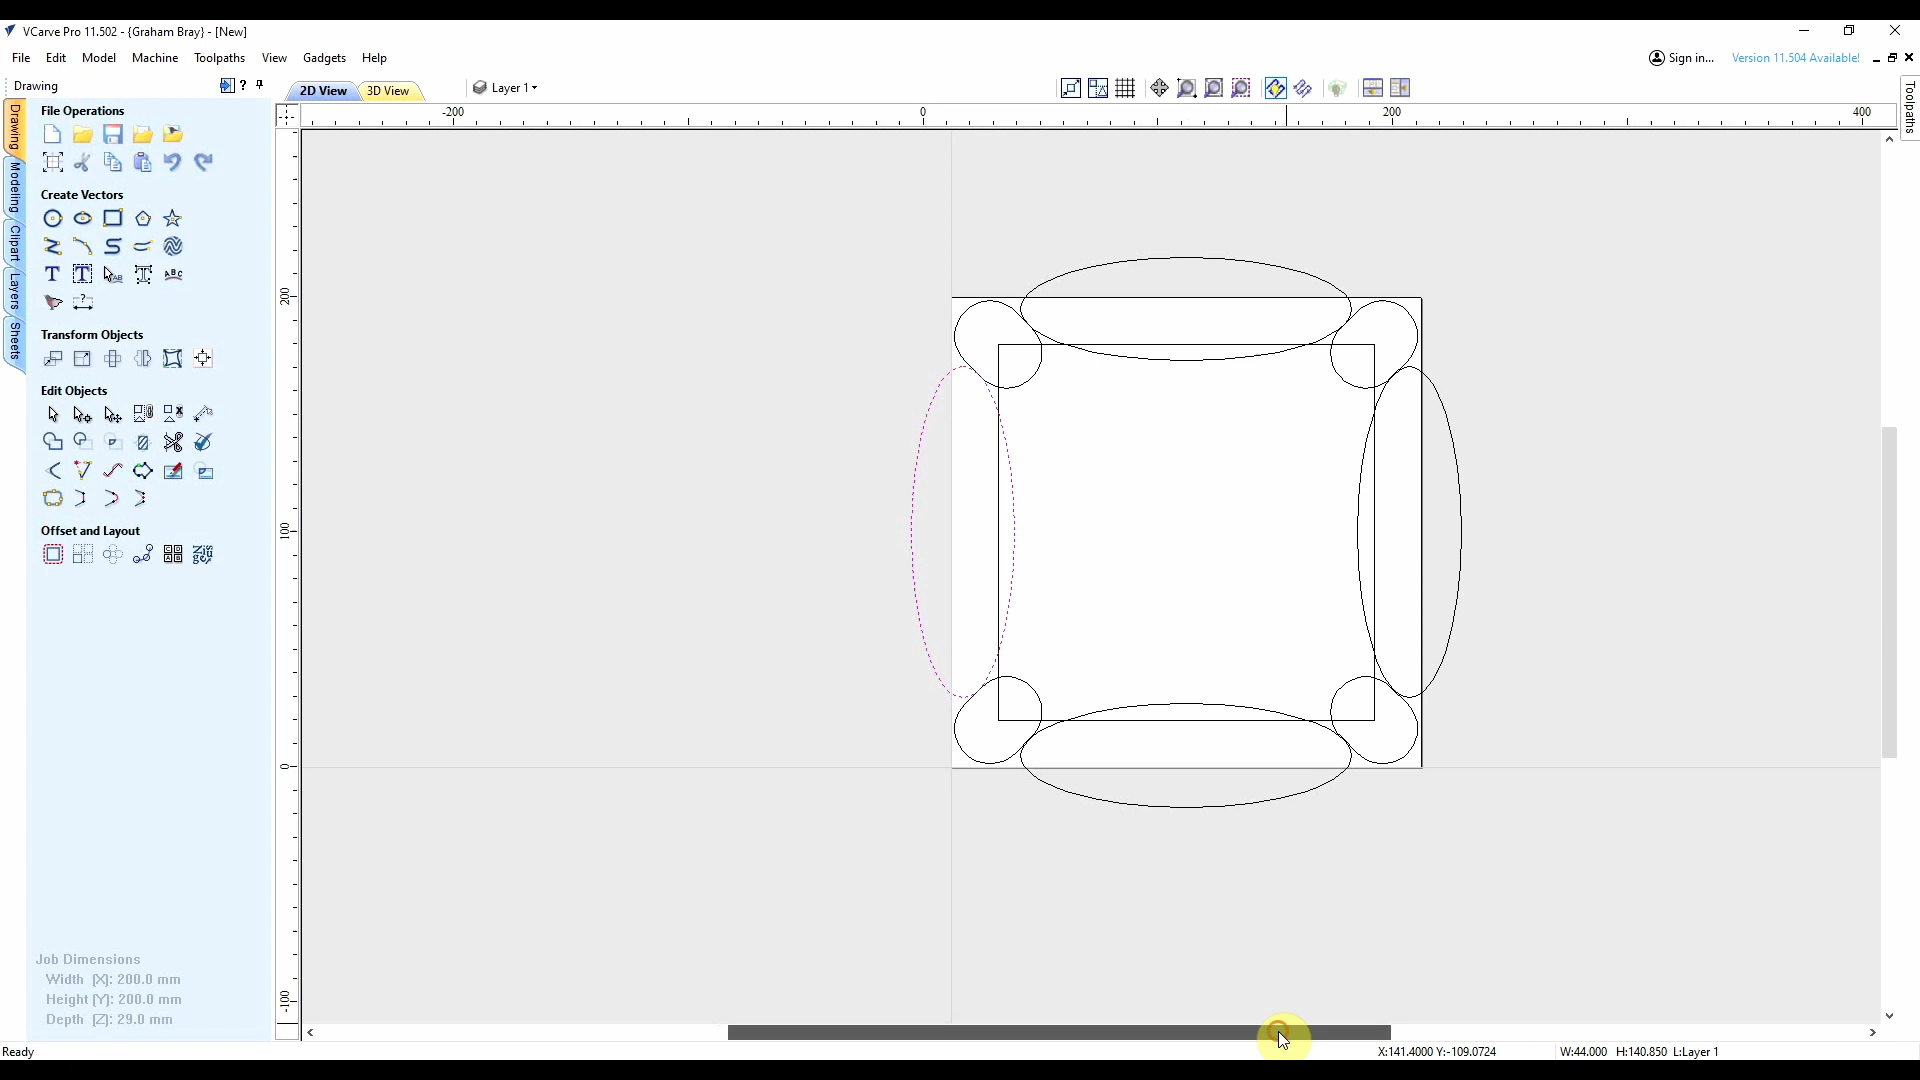 VCarve Pro 11.502 - {Graham Bray} - [New]
File Edit Model Machine Toolpaths View Gadgets Help
Sign in... Version 11.504 Available!
Drawing
2D View 3D View Layer 1
-200 0 200 400
Toolpaths
Drawing
Modeling
Clipart
Layers
Sheets
File Operations
Create Vectors
Transform Objects
Edit Objects
Offset and Layout
200
100
0
-100
Job Dimensions
Width (X): 200.0 mm
Height (Y): 200.0 mm
Depth (Z): 29.0 mm
Ready
X:141.4000 Y:-109.0724 W:44.000 H:140.850 L:Layer 1